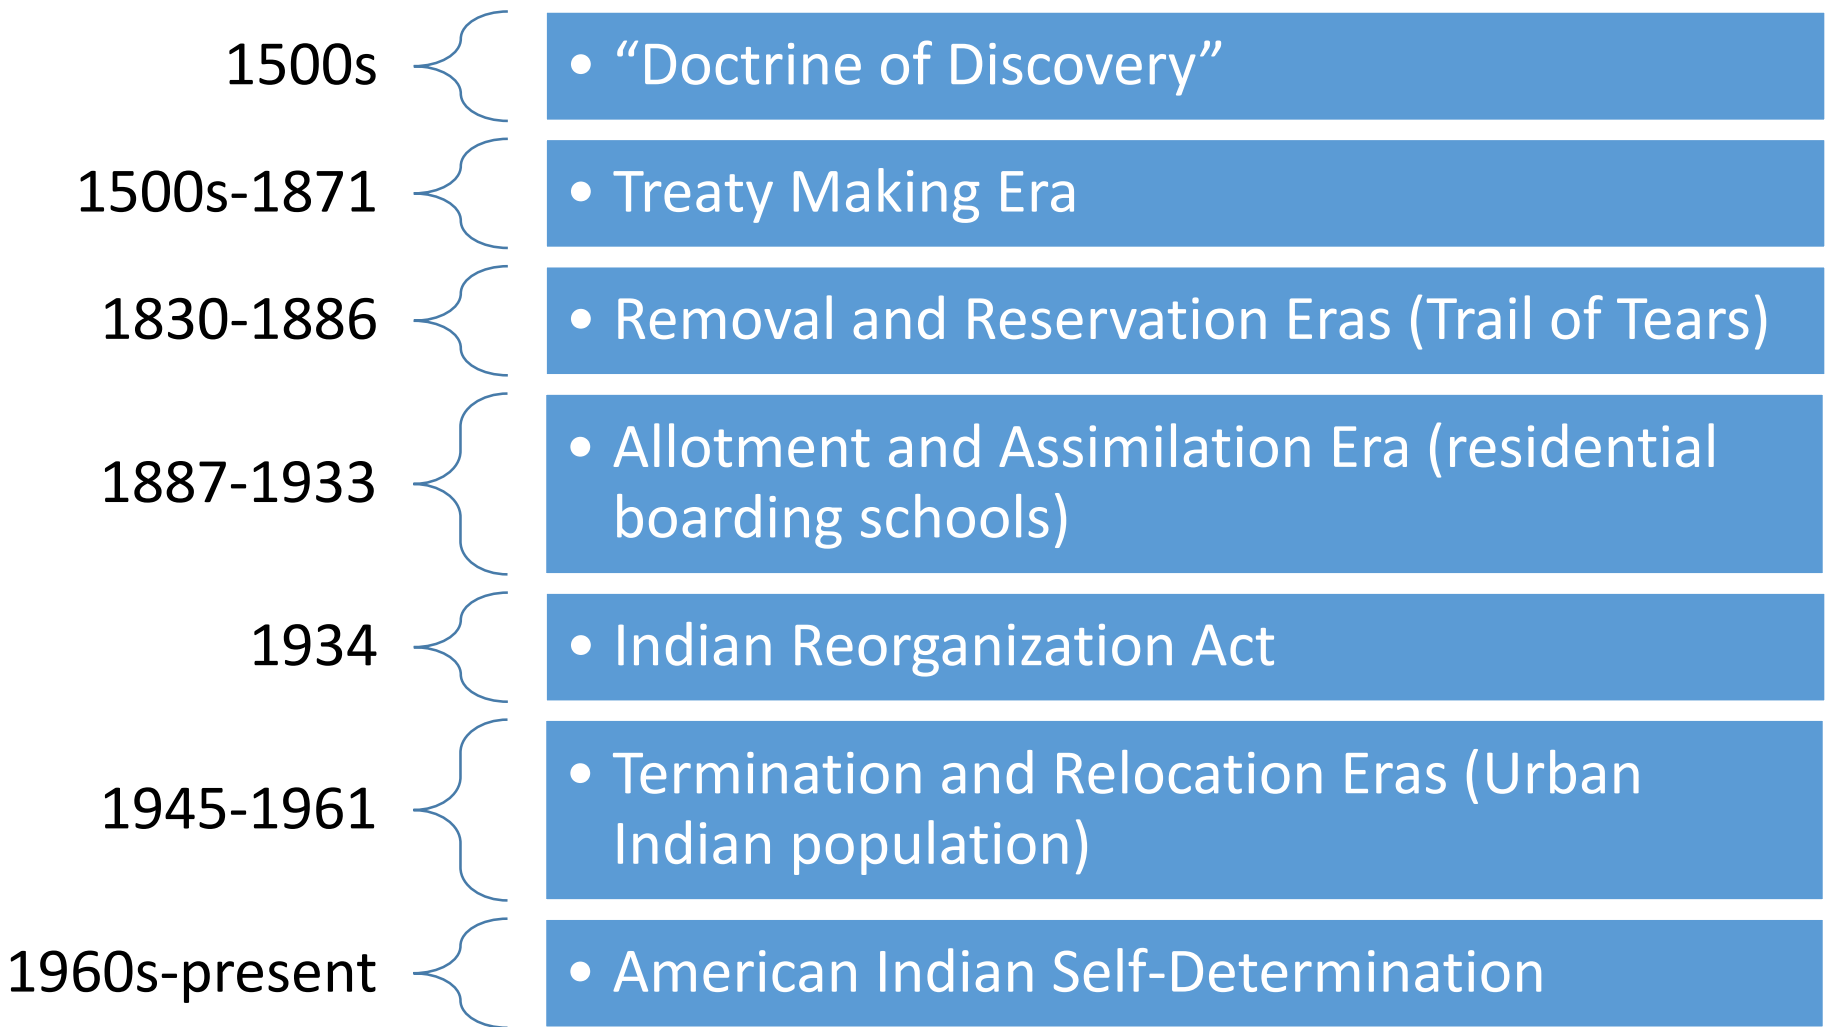 1500s
• “Doctrine of Discovery”
1500s-1871
• Treaty Making Era
1830-1886
• Removal and Reservation Eras (Trail of Tears)
1887-1933
• Allotment and Assimilation Era (residential
boarding schools)
1934
• Indian Reorganization Act
1945-1961
• Termination and Relocation Eras (Urban
Indian population)
1960s-present
• American Indian Self-Determination